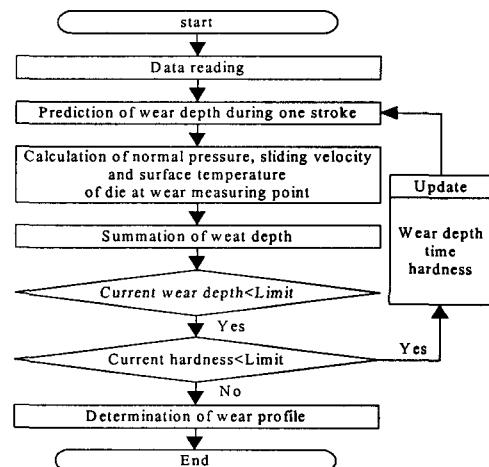 start
Data reading
Prediction of wear depth during one stroke
Calculation of normal pressure, sliding velocity
and surface temperature
of die at wear measuring point
Summation of weat depth
Current wear depth<Limit
Yes
Current hardness<Limit
Yes
No
Determination of wear profile
End
Update
Wear depth
time
hardness